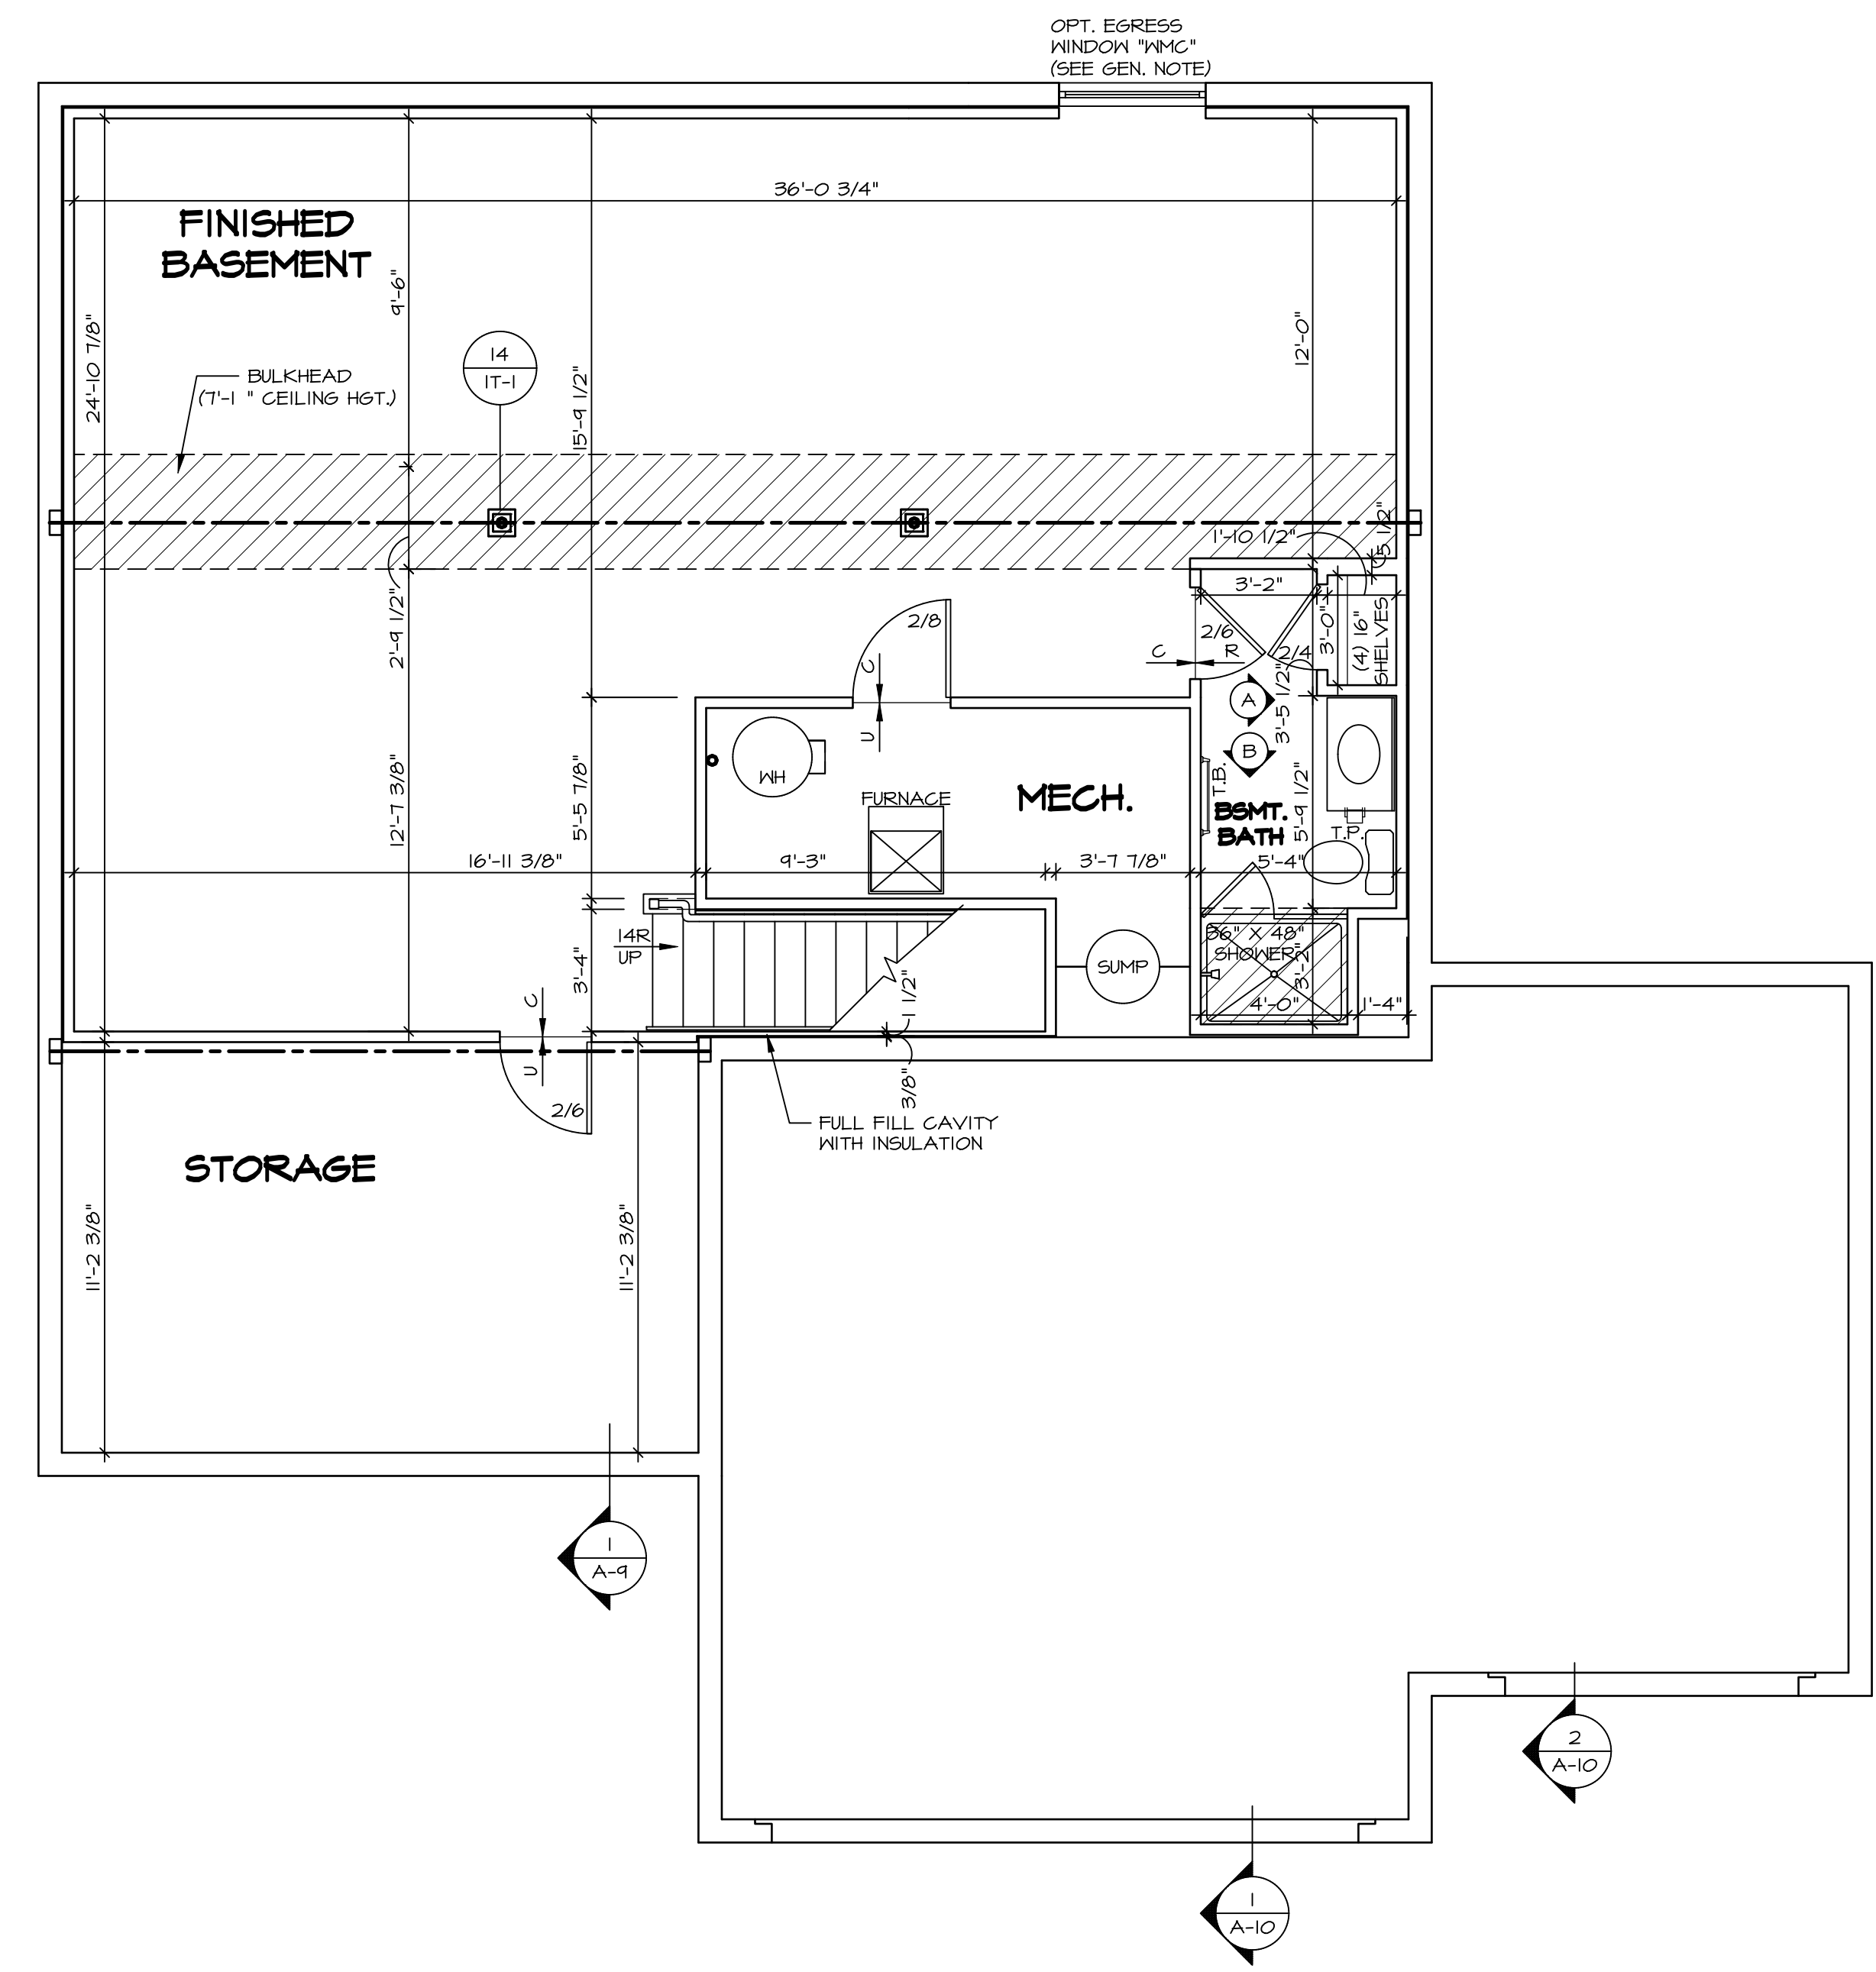 OPT. EGRESS
WINDOW "WMC"
(SEE GEN. NOTE)
36'-0 3/4"
FINISHED
BASEMENT
9'-6"
24'-10 7/8"
12'-0"
14
1T-1
15'-9 1/2"
BULKHEAD
(7'-1 " CEILING HGT.)
1'-10 1/2"
5 1/2"
3'-2"
2'-9 1/2"
2/8
2/6
3'-0"
(4) 16"
SHELVES
C
C
R
2/4
U
A
3'-5 1/2"
B
WH
T.B.
FURNACE
MECH.
BSMT.
BATH
12'-7 3/8"
5'-5 7/8"
5'-9 1/2"
T.P.
16'-11 3/8"
9'-3"
3'-7 7/8"
5'-4"
14R
UP
36" X 48"
SHOWER
3'-2"
SUMP
3'-4"
1 1/2"
4'-0"
1'-4"
C
U
3/8"
2/6
FULL FILL CAVITY
WITH INSULATION
STORAGE
11'-2 3/8"
11'-2 3/8"
1
A-9
2
A-10
1
A-10